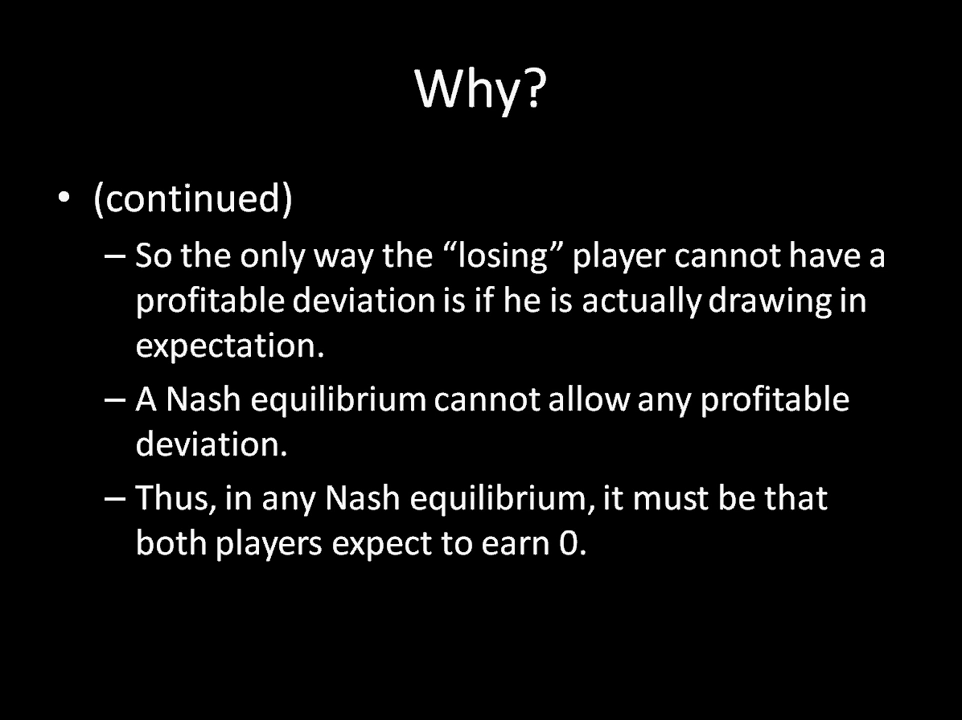 Why?
• (continued)
– So the only way the “losing” player cannot have a
profitable deviation is if he is actually drawing in
expectation.
– A Nash equilibrium cannot allow any profitable
deviation.
– Thus, in any Nash equilibrium, it must be that
both players expect to earn 0.